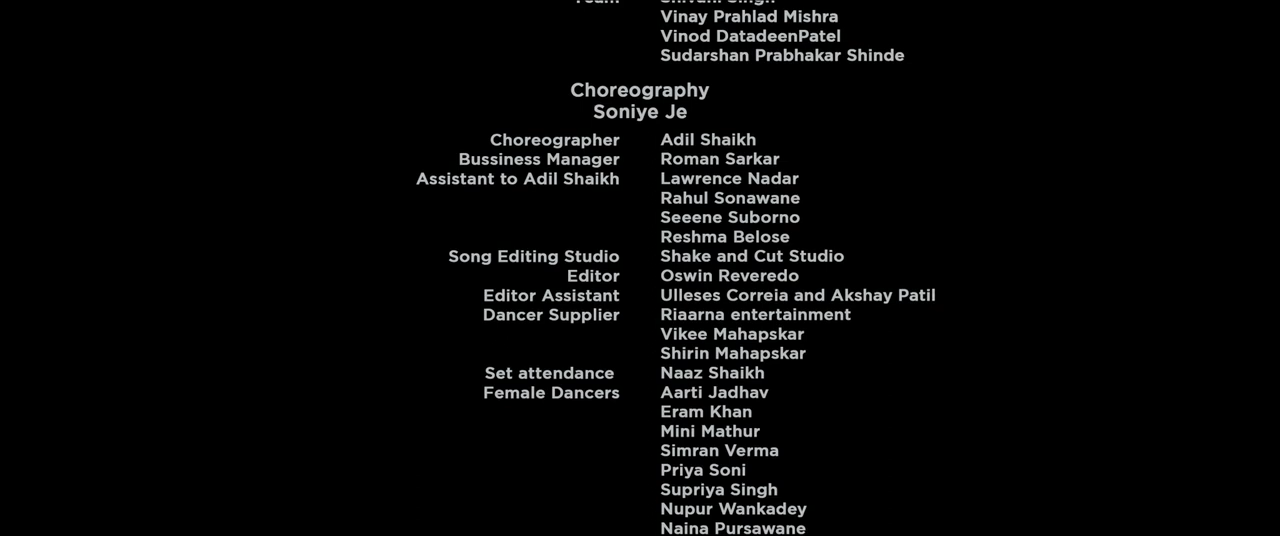 Team Shivani Singh
Vinay Prahlad Mishra
Vinod DatadeenPatel
Sudarshan Prabhakar Shinde
Choreography
Soniye Je
Choreographer Adil Shaikh
Bussiness Manager Roman Sarkar
Assistant to Adil Shaikh Lawrence Nadar
Rahul Sonawane
Seeene Suborno
Reshma Belose
Song Editing Studio Shake and Cut Studio
Editor Oswin Reveredo
Editor Assistant Ulleses Correia and Akshay Patil
Dancer Supplier Riaarna entertainment
Vikee Mahapskar
Shirin Mahapskar
Set attendance Naaz Shaikh
Female Dancers Aarti Jadhav
Eram Khan
Mini Mathur
Simran Verma
Priya Soni
Supriya Singh
Nupur Wankadey
Naina Pursawane